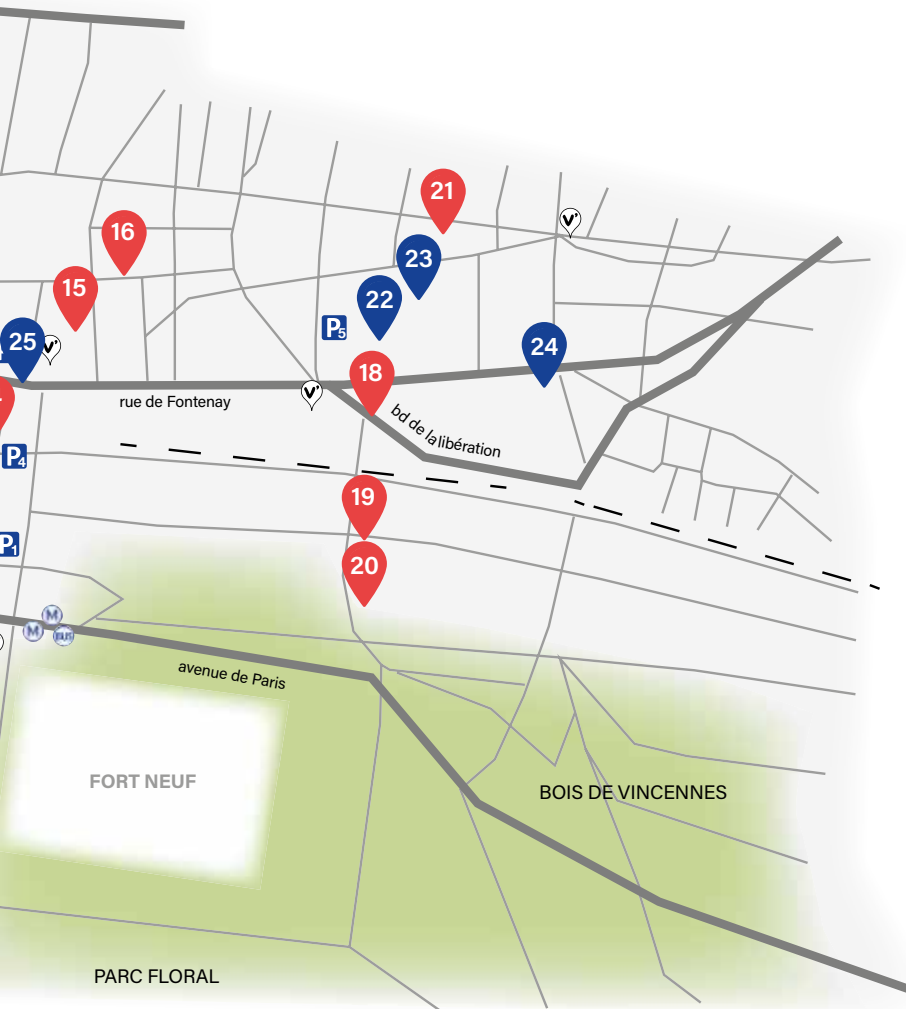 21
V'
16
23
15
22
P5
25
V'
24
18
V'
rue de Fontenay
bd de la libération
P4
19
P1
20
M
M
BUS
avenue de Paris
FORT NEUF
BOIS DE VINCENNES
PARC FLORAL